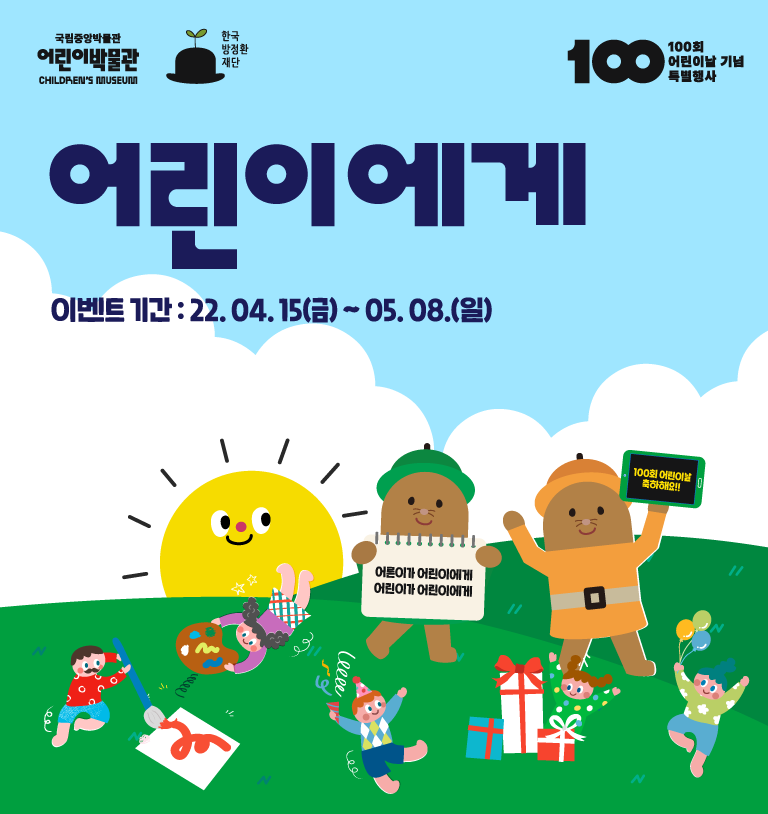 국립중앙박물관
어린이박물관
CHILDREN'S MUSEUM
한국
방정환
재단
100
100회
어린이날 기념
특별행사
어린이에게
이벤트 기간 : 22. 04. 15(금) ~ 05. 08.(일)
100회 어린이날
축하해요!!
어른이가 어린이에게
어린이가 어린이에게